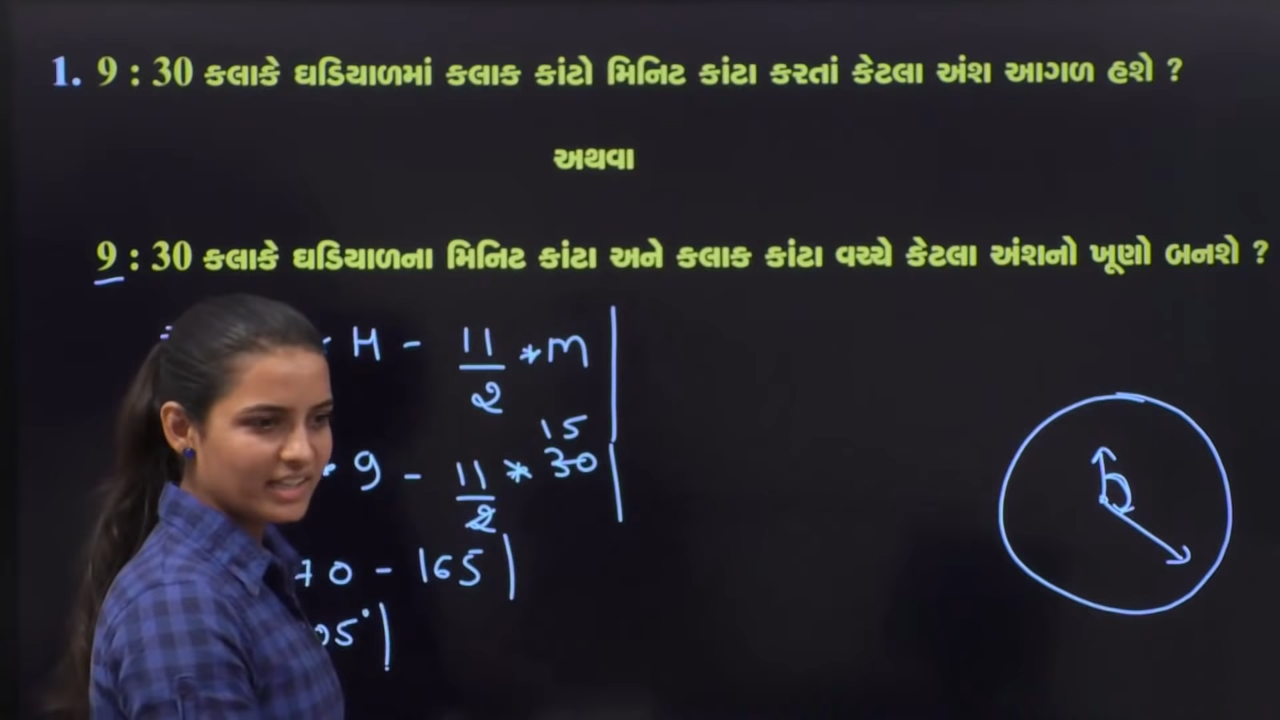 1. 9 : 30 કલાકે ઘડિયાળમાં કલાક કાંટો મિનિટ કાંટા કરતાં કેટલા અંશ આગળ હશે ?
અથવા
9 : 30 કલાકે ઘડિયાળના મિનિટ કાંટા અને કલાક કાંટા વચ્ચે કેટલા અંશનો ખૂણો બનશે ?
H - 11/2 * m |
9 - 11/2 * 30 15 |
70 - 165 |
05° |